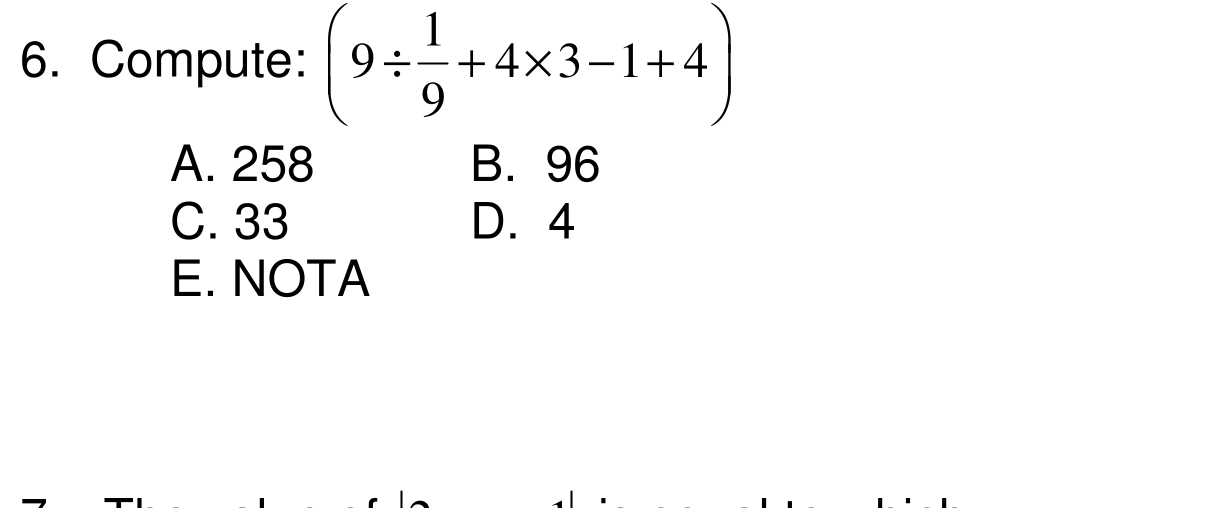 6. Compute: (9÷1/9+4×3−1+4)
A. 258 B. 96
C. 33 D. 4
E. NOTA